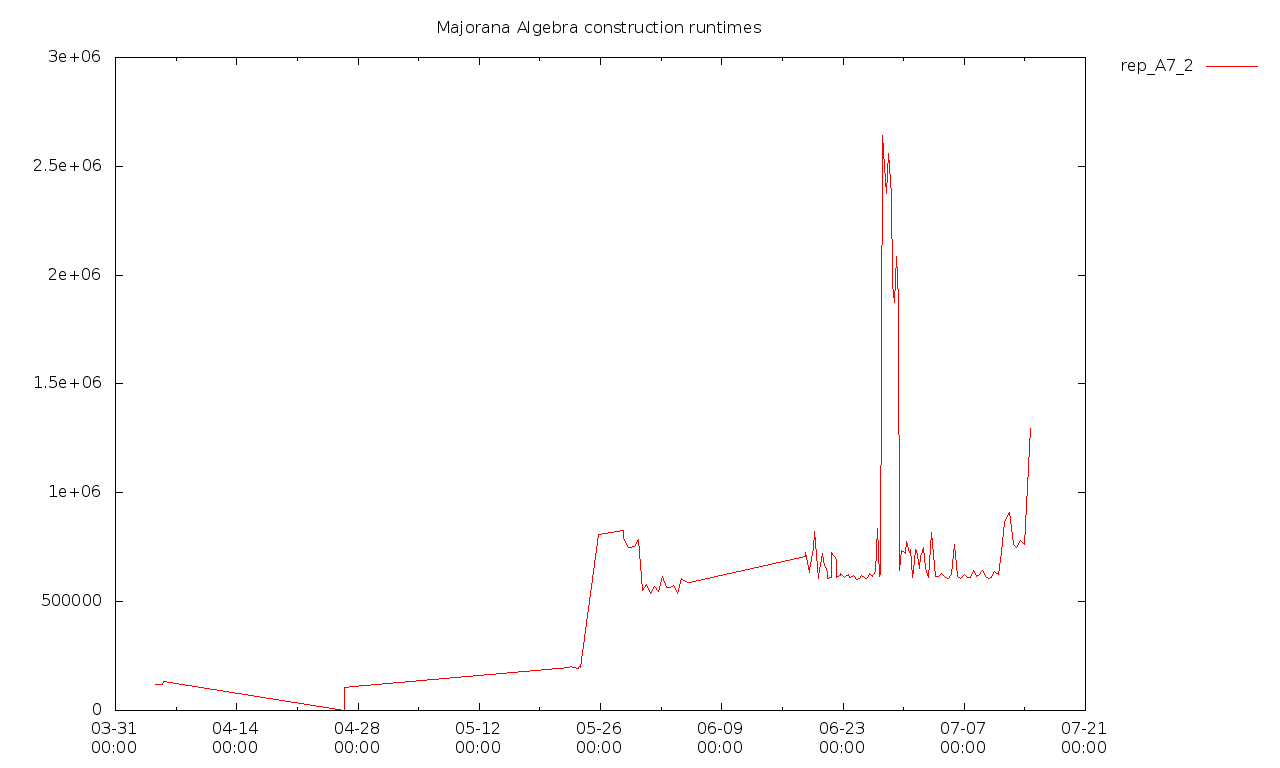 Majorana Algebra construction runtimes
rep_A7_2
3e+06
2.5e+06
2e+06
1.5e+06
1e+06
500000
0
03-31 04-14 04-28 05-12 05-26 06-09 06-23 07-07 07-21
00:00 00:00 00:00 00:00 00:00 00:00 00:00 00:00 00:00